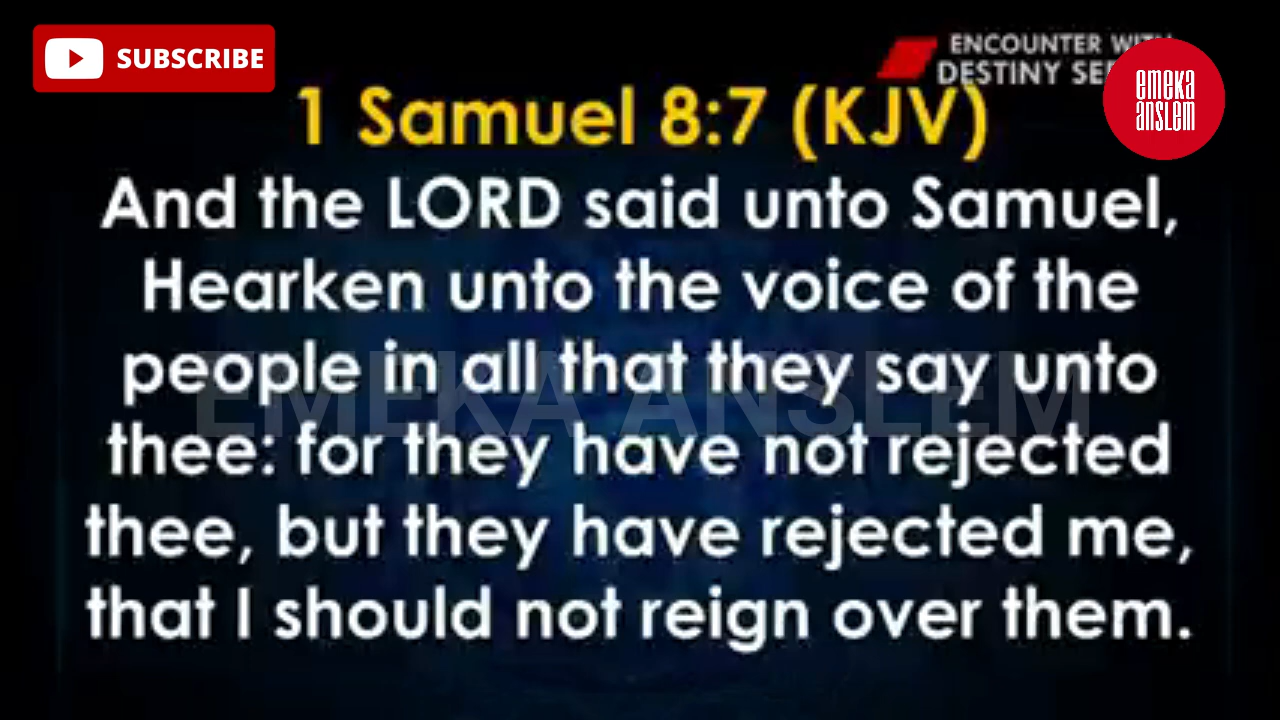 SUBSCRIBE
ENCOUNTER WITH
DESTINY
emeka
anslem
1 Samuel 8:7 (KJV)
And the LORD said unto Samuel,
Hearken unto the voice of the
people in all that they say unto
thee: for they have not rejected
thee, but they have rejected me,
that I should not reign over them.
EMEKA ANSLEM